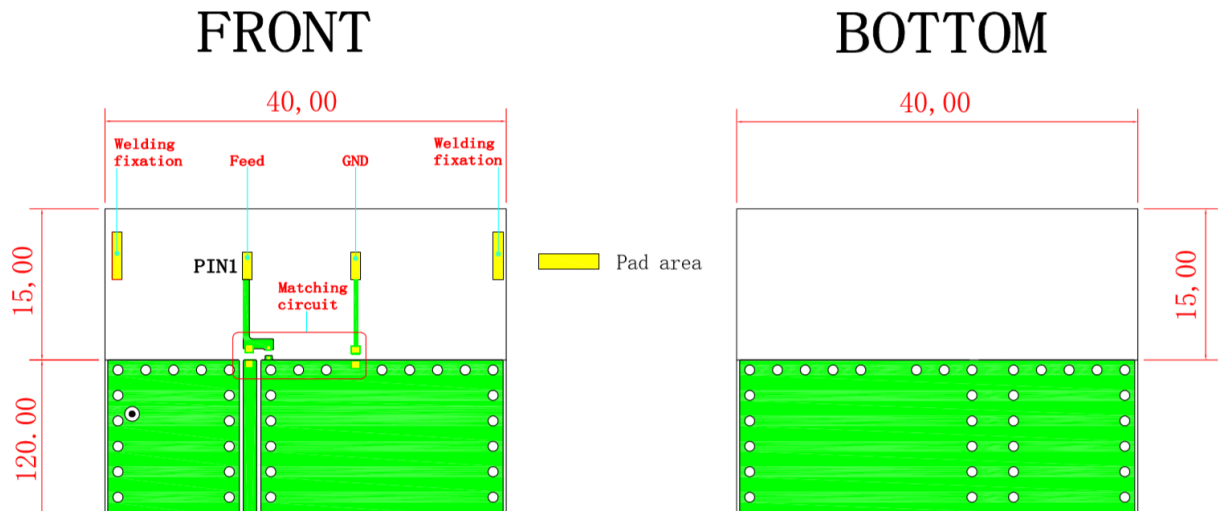 FRONT
BOTTOM
40,00
40,00
Welding
fixation
Feed
GND
Welding
fixation
PIN1
Pad area
Matching
circuit
15,00
15,00
120.00